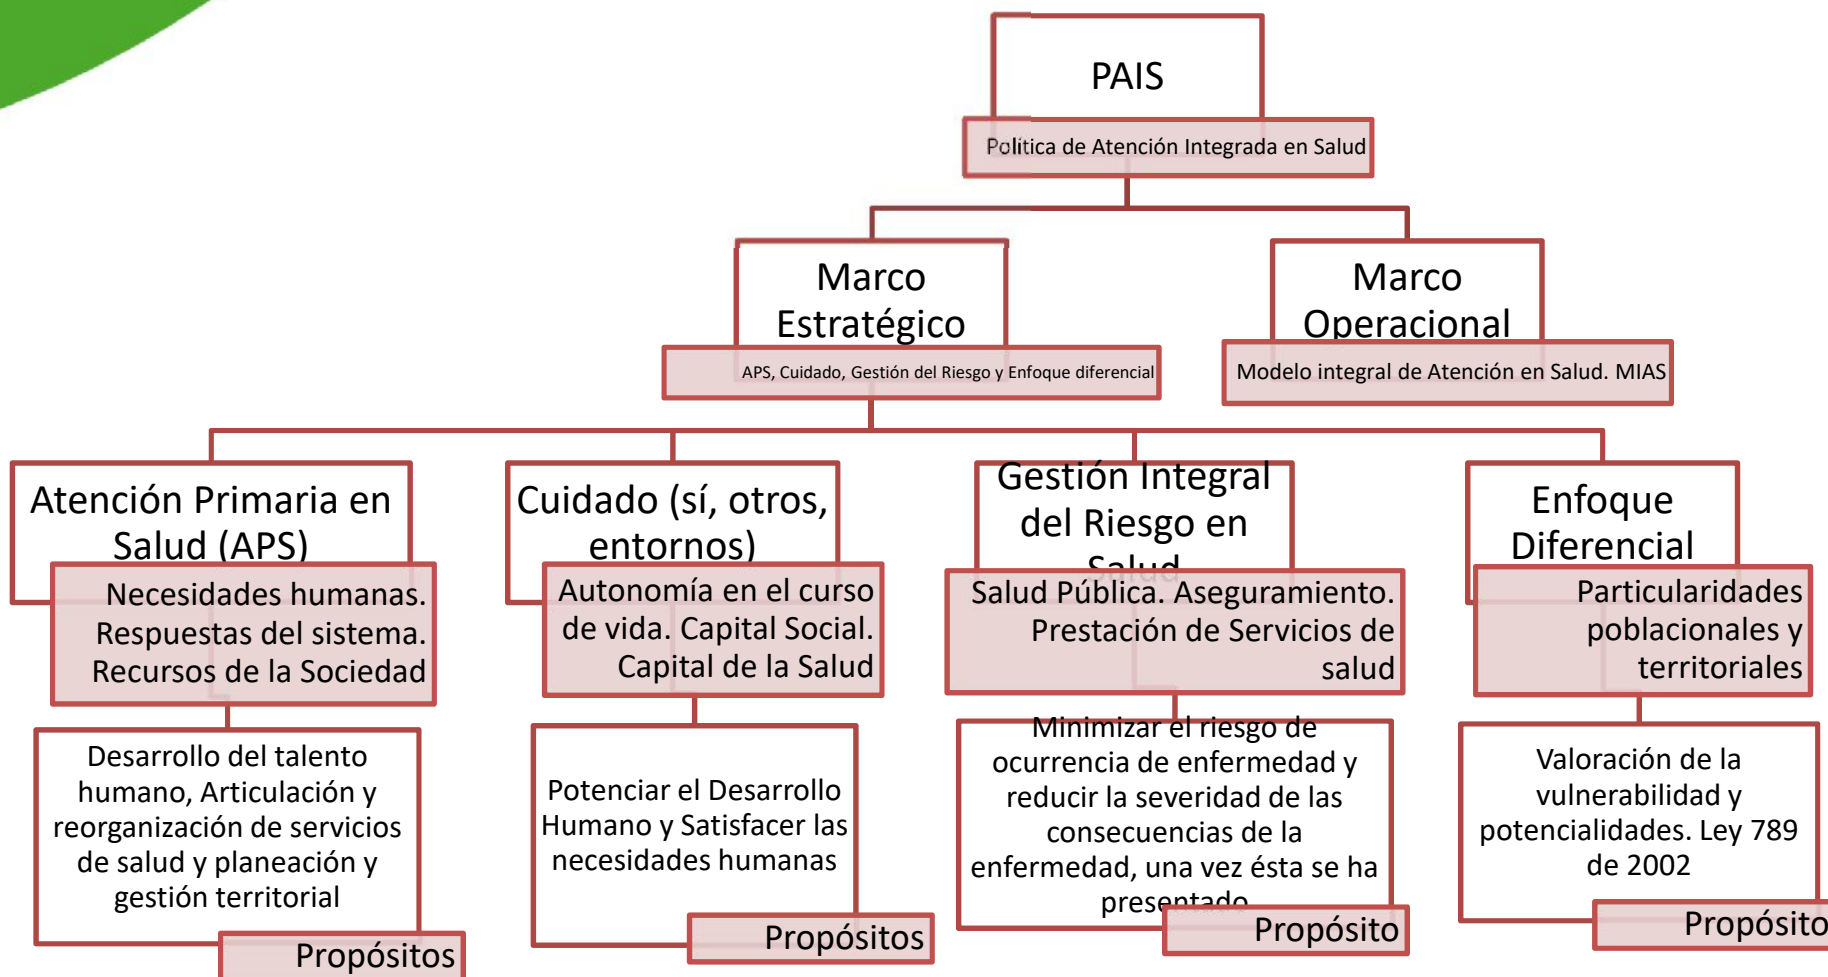 PAIS
Política de Atención Integrada en Salud
Marco
Estratégico
APS, Cuidado, Gestión del Riesgo y Enfoque diferencial
Marco
Operacional
Modelo integral de Atención en Salud. MIAS
Atención Primaria en
Salud (APS)
Necesidades humanas.
Respuestas del sistema.
Recursos de la Sociedad
Desarrollo del talento
humano, Articulación y
reorganización de servicios
de salud y planeación y
gestión territorial
Propósitos
Cuidado (sí, otros,
entornos)
Autonomía en el curso
de vida. Capital Social.
Capital de la Salud
Potenciar el Desarrollo
Humano y Satisfacer las
necesidades humanas
Propósitos
Gestión Integral
del Riesgo en
Salud
Salud Pública. Aseguramiento.
Prestación de Servicios de
salud
Minimizar el riesgo de
ocurrencia de enfermedad y
reducir la severidad de las
consecuencias de la
enfermedad, una vez ésta se ha
presentado
Propósito
Enfoque
Diferencial
Particularidades
poblacionales y
territoriales
Valoración de la
vulnerabilidad y
potencialidades. Ley 789
de 2002
Propósito